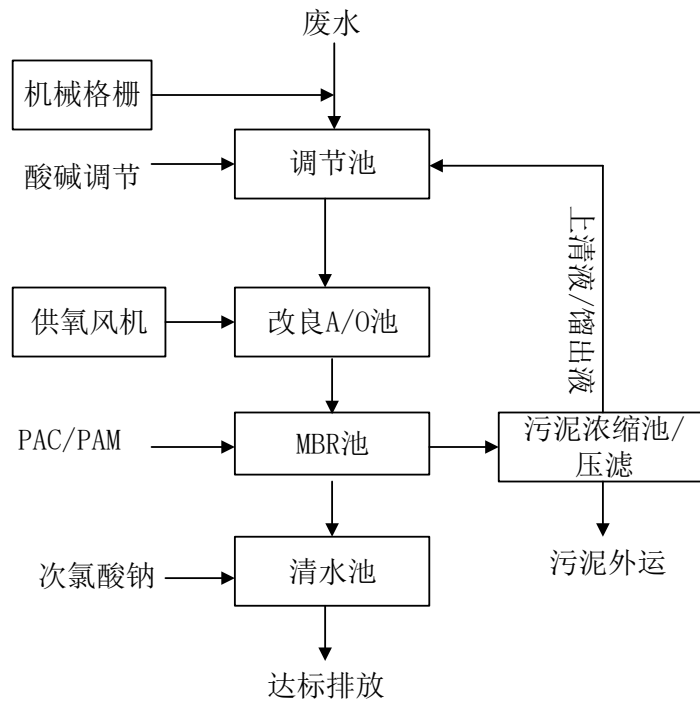 废水
机械格栅
调节池
酸碱调节
上清液/馏出液
供氧风机
改良A/O池
PAC/PAM
MBR池
污泥浓缩池/
压滤
污泥外运
次氯酸钠
清水池
达标排放